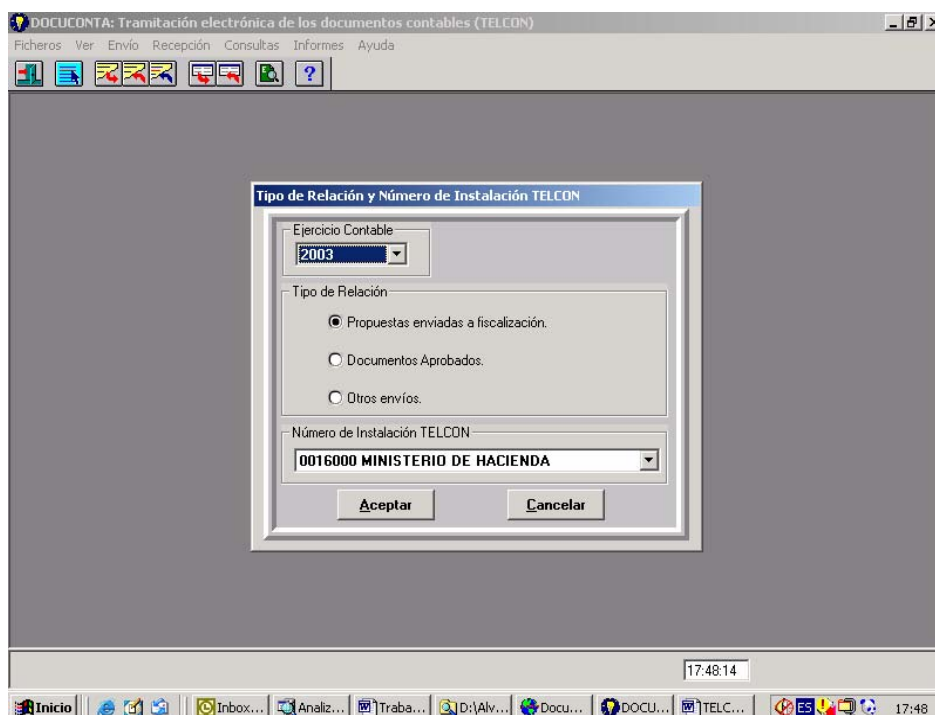 DOCUCONTA: Tramitación electrónica de los documentos contables (TELCON)
Ficheros Ver Envío Recepción Consultas Informes Ayuda
Tipo de Relación y Número de Instalación TELCON
Ejercicio Contable
2003
Tipo de Relación
Propuestas enviadas a fiscalización.
Documentos Aprobados.
Otros envíos.
Número de Instalación TELCON
0016000 MINISTERIO DE HACIENDA
Aceptar Cancelar
17:48:14
Inicio Inbox... Analiz... Traba... D:\Alv... Docu... DOCU... TELC... ES 17:48